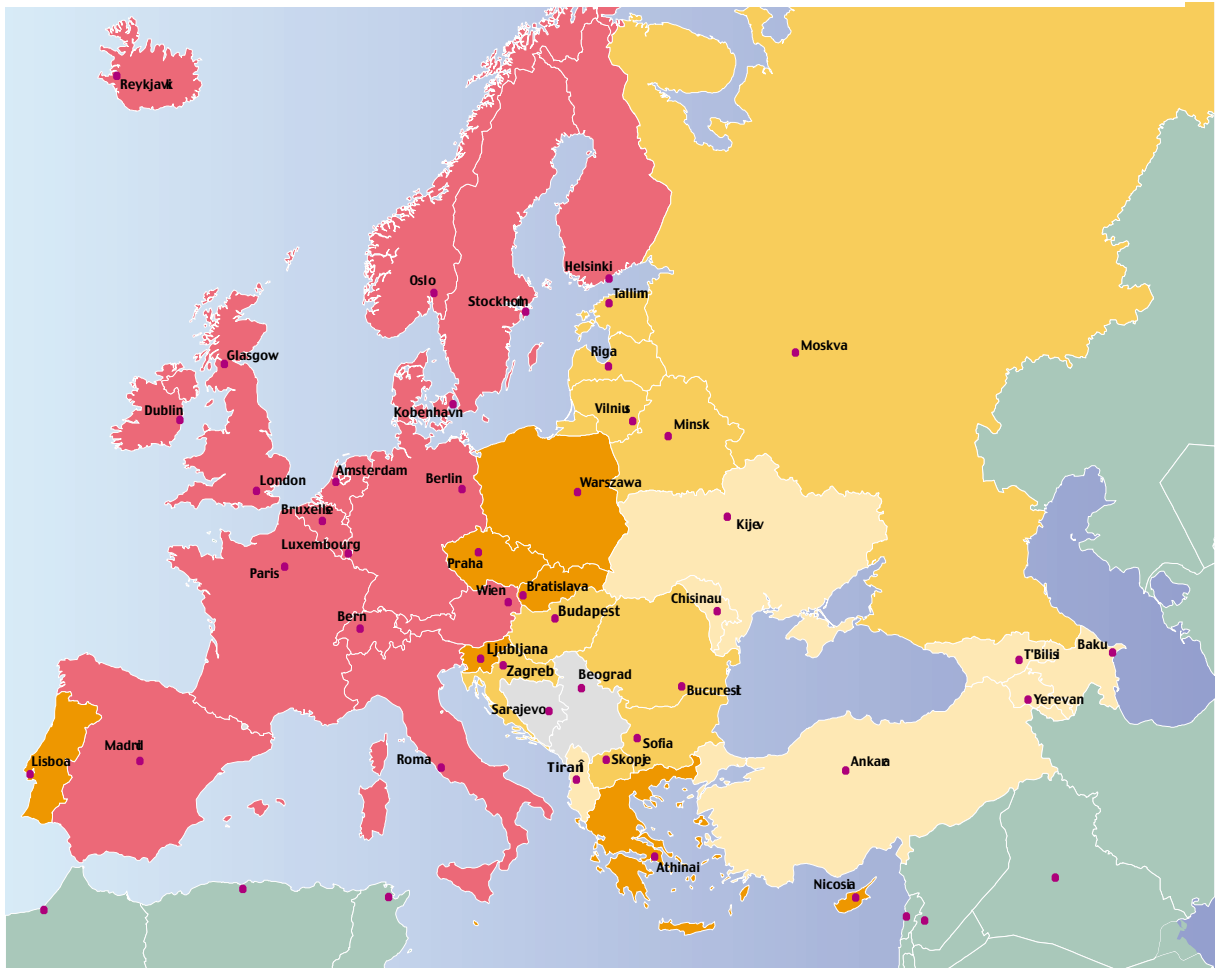 Reykjavik
Helsinki
Oslo
Tallinn
Stockholm
Moskva
Riga
Glasgow
Vilnius
Dublin
Kobenhavn
Minsk
Amsterdam
Berlin
London
Warszawa
Bruxelles
Kijev
Luxembourg
Praha
Paris
Bratislava
Wien
Chisinau
Budapest
Bern
Ljubljana
Baku
T'Bilisi
Zagreb
Beograd
Bucurest
Yerevan
Sarajevo
Sofia
Madrid
Lisboa
Roma
Skopje
Ankara
Tiranî
Athinai
Nicosia